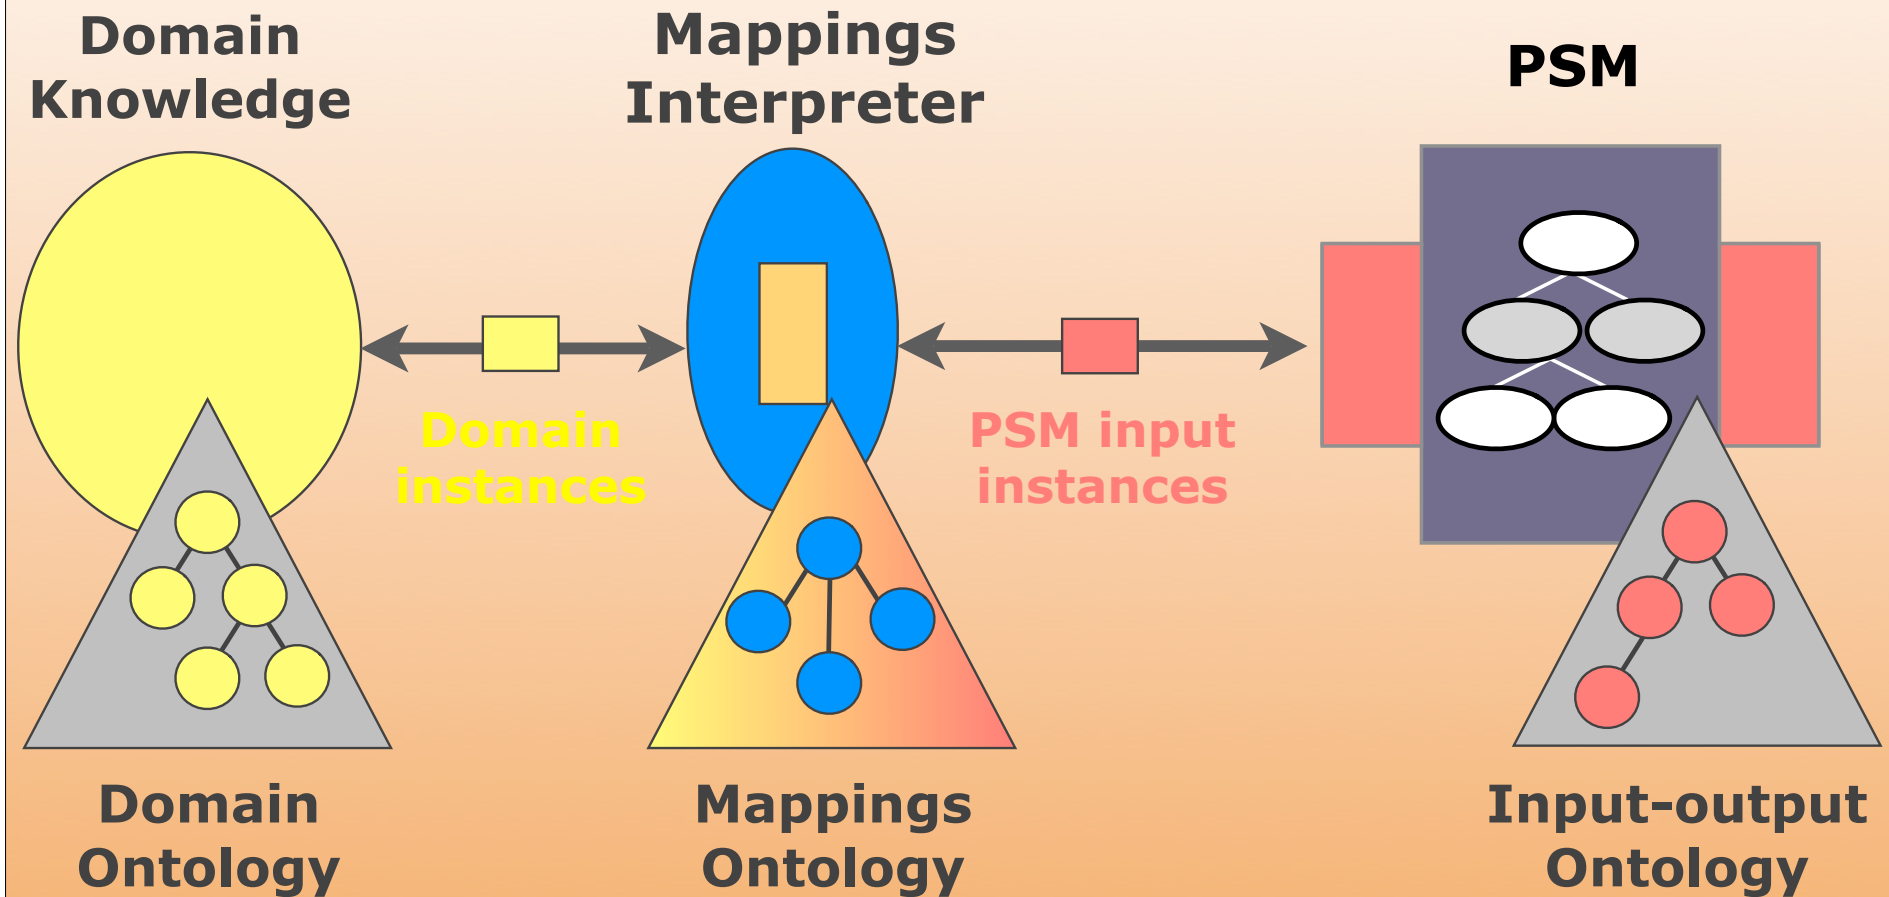 Domain
Knowledge
Mappings
Interpreter
PSM
Domain
instances
PSM input
instances
Domain
Ontology
Mappings
Ontology
Input-output
Ontology